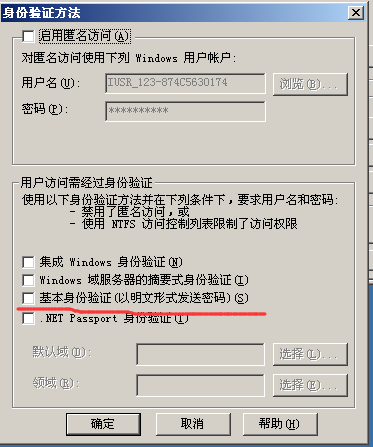 身份验证方法
启用匿名访问(A)
对匿名访问使用下列 Windows 用户帐户:
用户名(U):
IUSR_123-874C5630174
浏览(B)...
密码(P):
**********
用户访问需经过身份验证
使用以下身份验证方法并在下列条件下，要求用户名和密码:
- 禁用了匿名访问，或
- 使用 NTFS 访问控制列表限制了访问权限
集成 Windows 身份验证(N)
Windows 域服务器的摘要式身份验证(I)
基本身份验证(以明文形式发送密码)(S)
.NET Passport 身份验证(T)
默认域(D):
选择(L)...
领域(R):
选择(E)...
确定
取消
帮助(H)